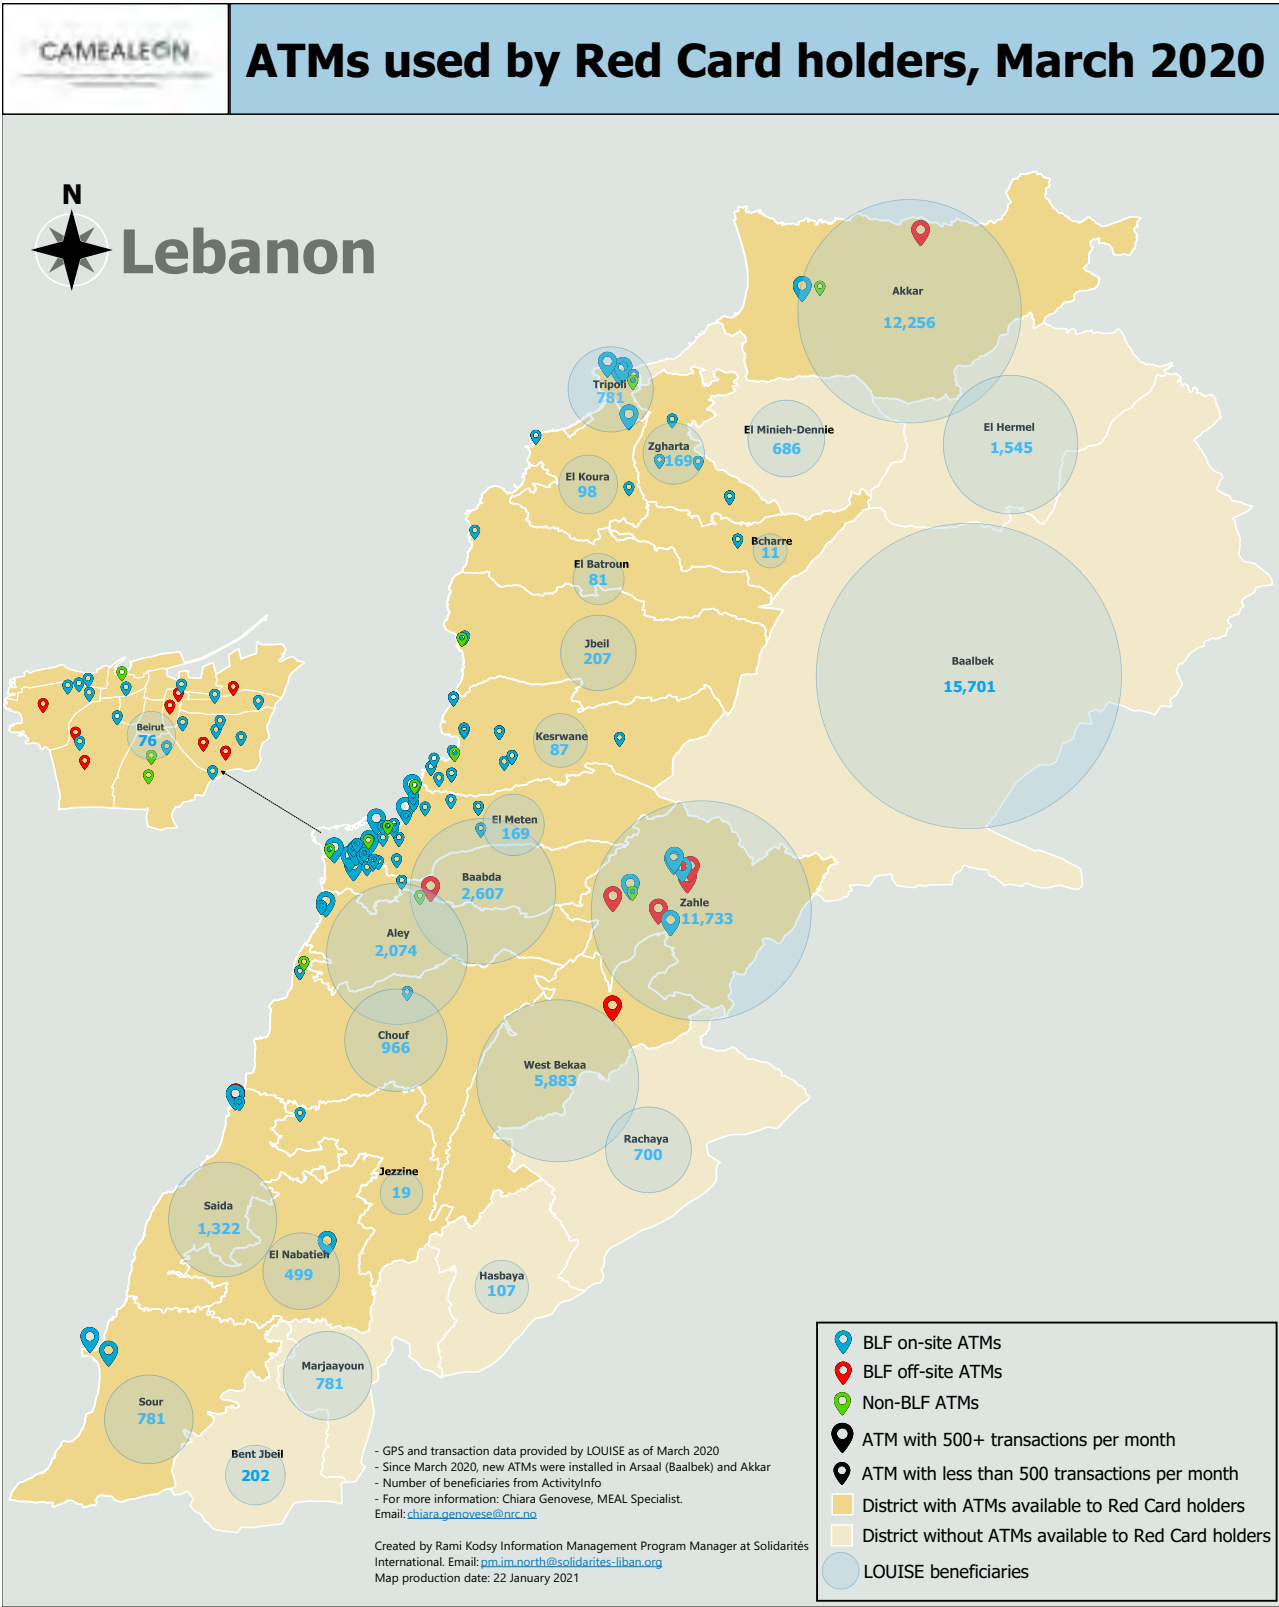 CAMEALEON
ATMs used by Red Card holders, March 2020
N
Lebanon
Akkar
12,256
Tripoli
781
El Minieh-Dennie
686
El Hermel
1,545
Zgharta
169
El Koura
98
Bcharre
11
El Batroun
81
Jbeil
207
Baalbek
15,701
Beirut
76
Kesrwane
87
El Meten
169
Baabda
2,607
Zahle
11,733
Aley
2,074
Chouf
966
West Bekaa
5,883
Rachaya
700
Jezzine
19
Saida
1,322
El Nabatieh
499
Hasbaya
107
Marjaayoun
781
Sour
781
Bent Jbeil
202
- GPS and transaction data provided by LOUISE as of March 2020
- Since March 2020, new ATMs were installed in Arsaal (Baalbek) and Akkar
- Number of beneficiaries from ActivityInfo
- For more information: Chiara Genovese, MEAL Specialist.
Email: chiara.genovese@nrc.no
Created by Rami Kodsy Information Management Program Manager at Solidarités
International. Email: pm.im.north@solidarites-liban.org
Map production date: 22 January 2021
BLF on-site ATMs
BLF off-site ATMs
Non-BLF ATMs
ATM with 500+ transactions per month
ATM with less than 500 transactions per month
District with ATMs available to Red Card holders
District without ATMs available to Red Card holders
LOUISE beneficiaries